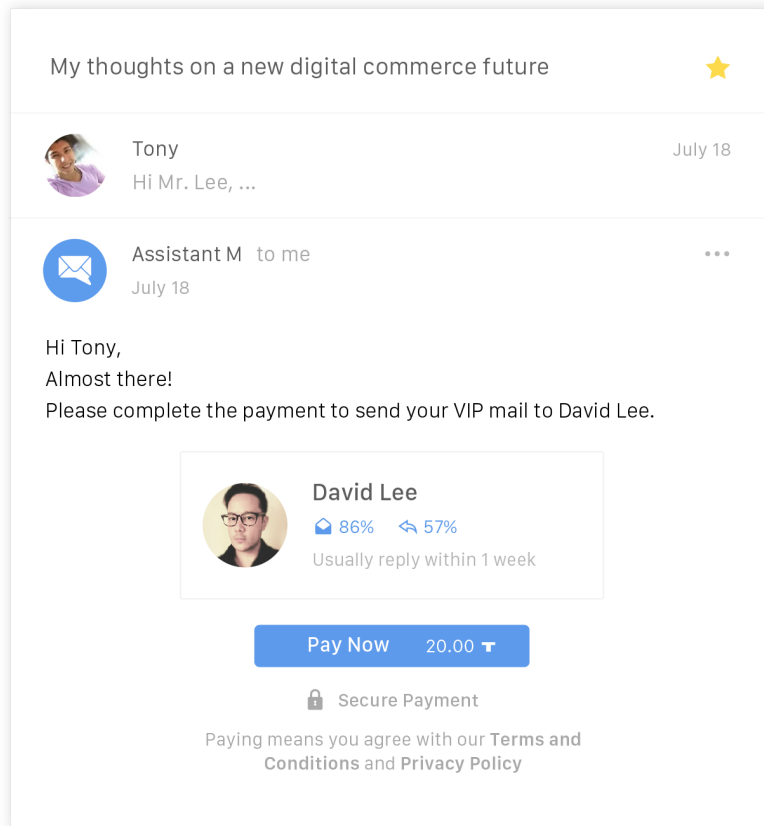 My thoughts on a new digital commerce future
Tony
July 18
Hi Mr. Lee, ...
Assistant M to me
July 18
Hi Tony,
Almost there!
Please complete the payment to send your VIP mail to David Lee.
David Lee
86% 57%
Usually reply within 1 week
Pay Now 20.00
Secure Payment
Paying means you agree with our Terms and
Conditions and Privacy Policy